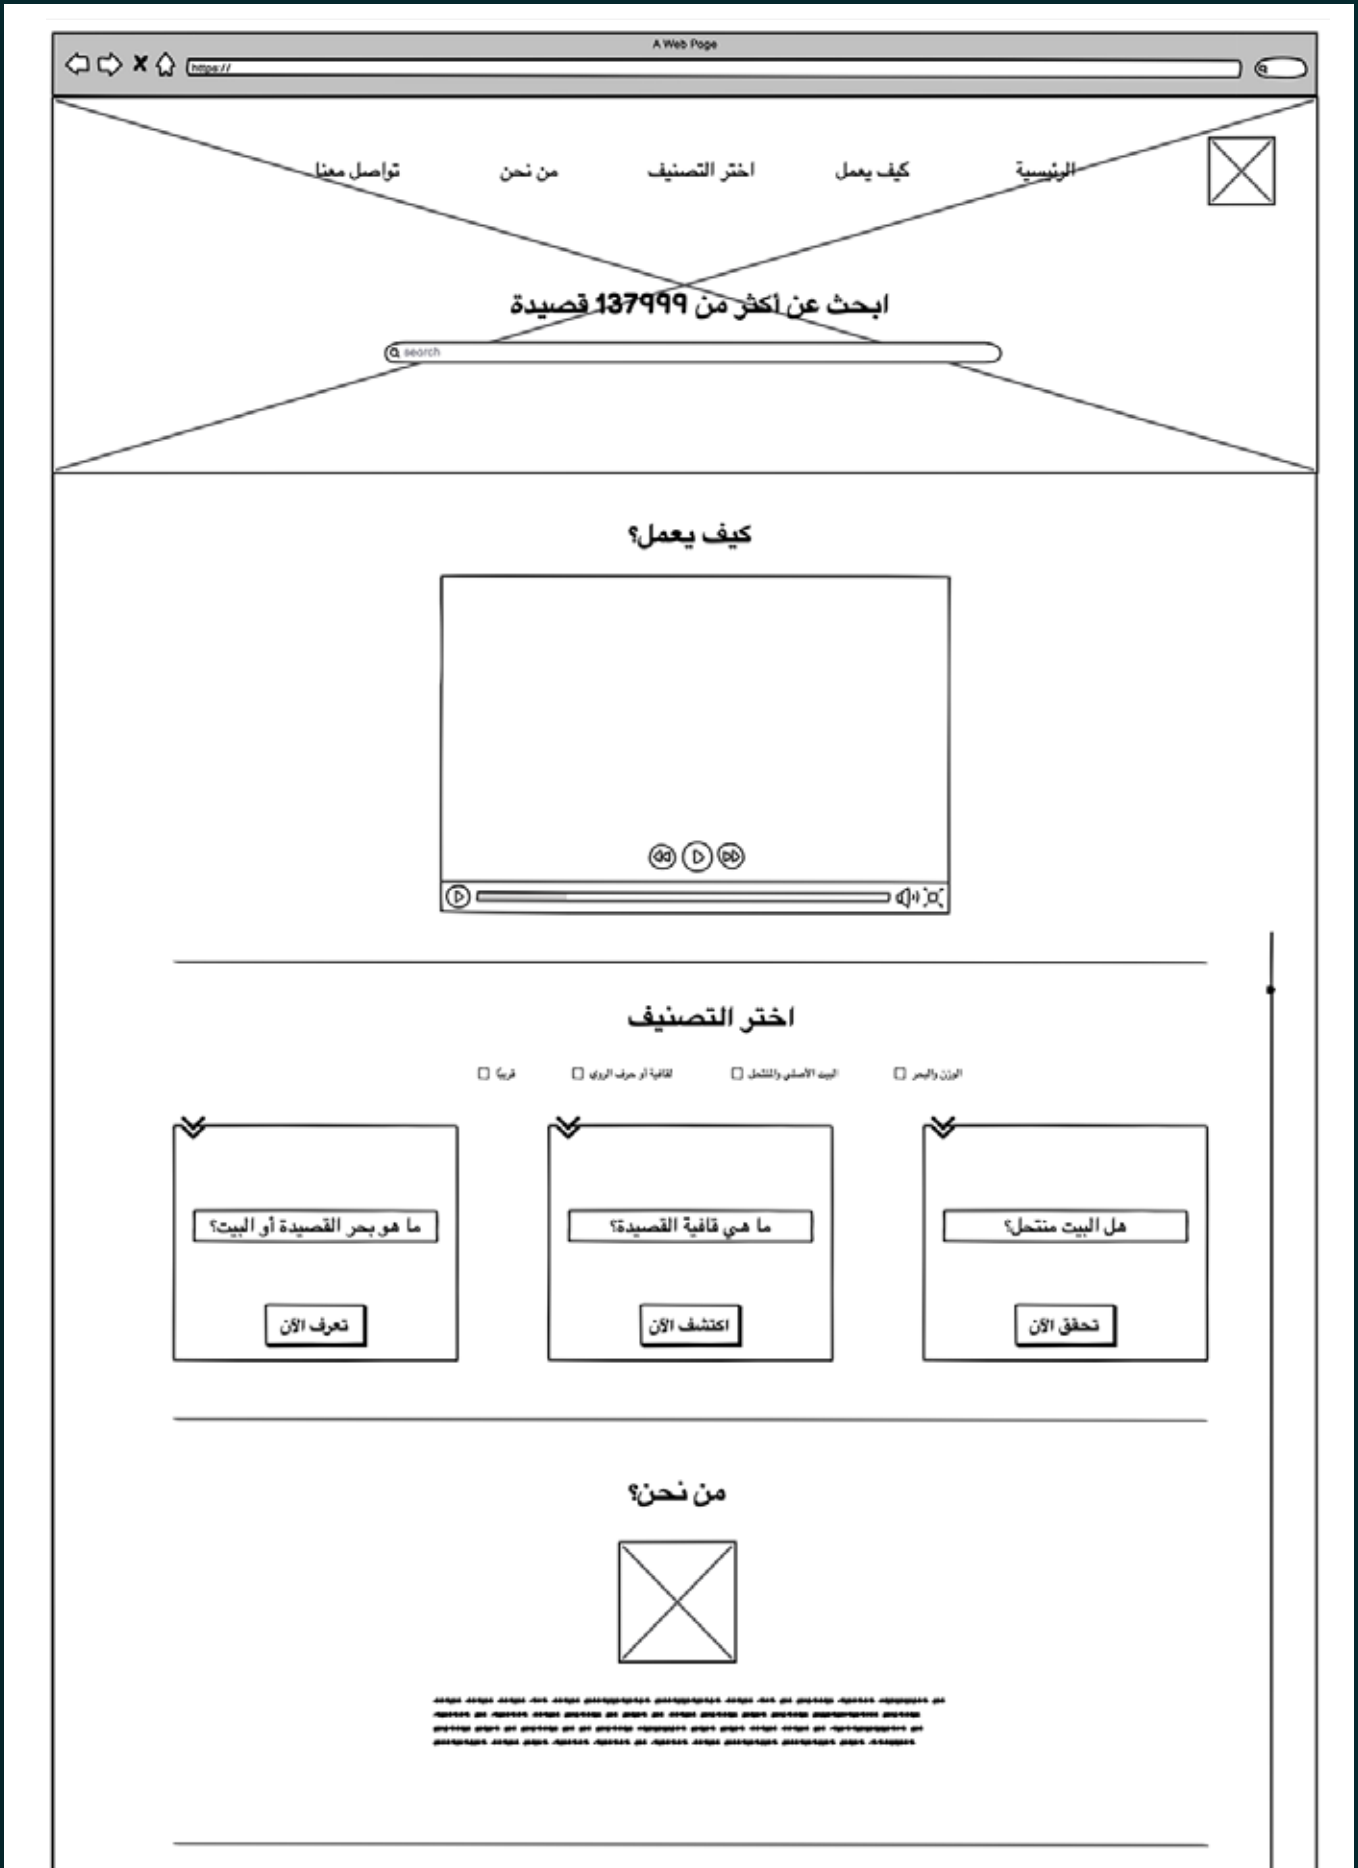 A Web Page
https://
الرئيسية كيف يعمل اختر التصنيف من نحن تواصل معنا
ابحث عن أكثر من 137999 قصيدة
search
كيف يعمل؟
اختر التصنيف
الوزن والبحر البيت الأصلي والمنتحل لقافية أو حرف الروي قريبًا
هل البيت منتحل؟ ما هي قافية القصيدة؟ ما هو بحر القصيدة أو البيت؟
تحقق الآن اكتشف الآن تعرف الآن
من نحن؟